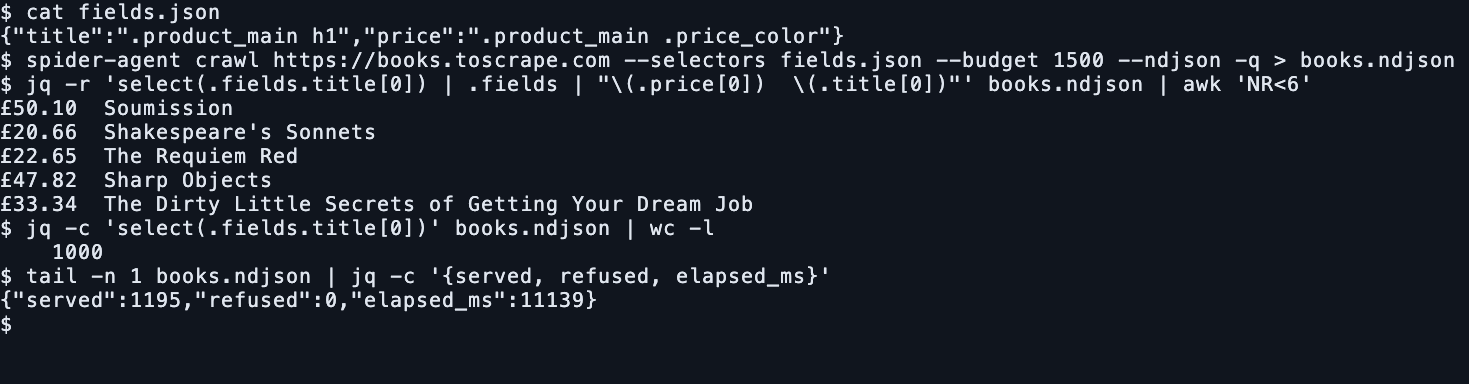 $ cat fields.json
{"title":".product_main h1","price":".product_main .price_color"}
$ spider-agent crawl https://books.toscrape.com --selectors fields.json --budget 1500 --ndjson -q > books.ndjson
$ jq -r 'select(.fields.title[0]) | .fields | "\(.price[0])  \(.title[0])"' books.ndjson | awk 'NR<6'
£50.10  Soumission
£20.66  Shakespeare's Sonnets
£22.65  The Requiem Red
£47.82  Sharp Objects
£33.34  The Dirty Little Secrets of Getting Your Dream Job
$ jq -c 'select(.fields.title[0])' books.ndjson | wc -l
    1000
$ tail -n 1 books.ndjson | jq -c '{served, refused, elapsed_ms}'
{"served":1195,"refused":0,"elapsed_ms":11139}
$